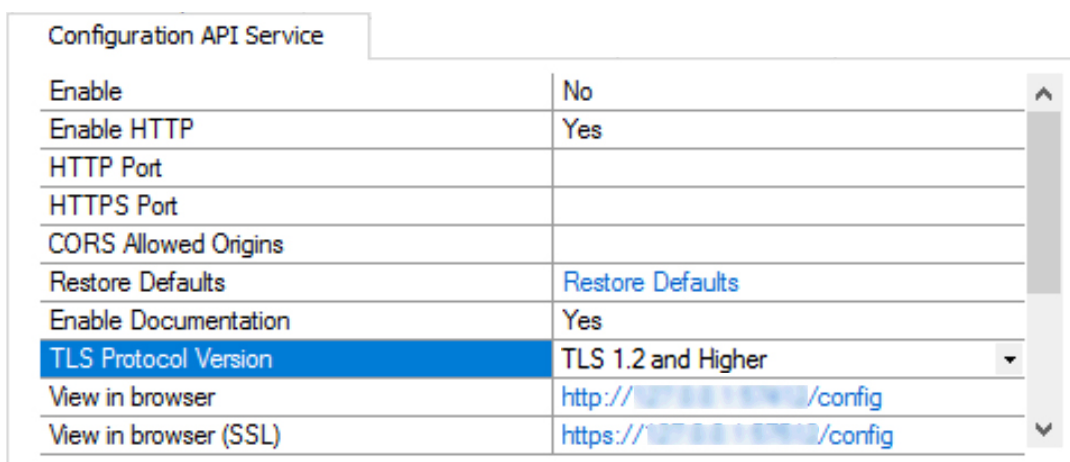 Configuration API Service
Enable No
Enable HTTP Yes
HTTP Port
HTTPS Port
CORS Allowed Origins
Restore Defaults Restore Defaults
Enable Documentation Yes
TLS Protocol Version TLS 1.2 and Higher
View in browser http:// /config
View in browser (SSL) https:// /config